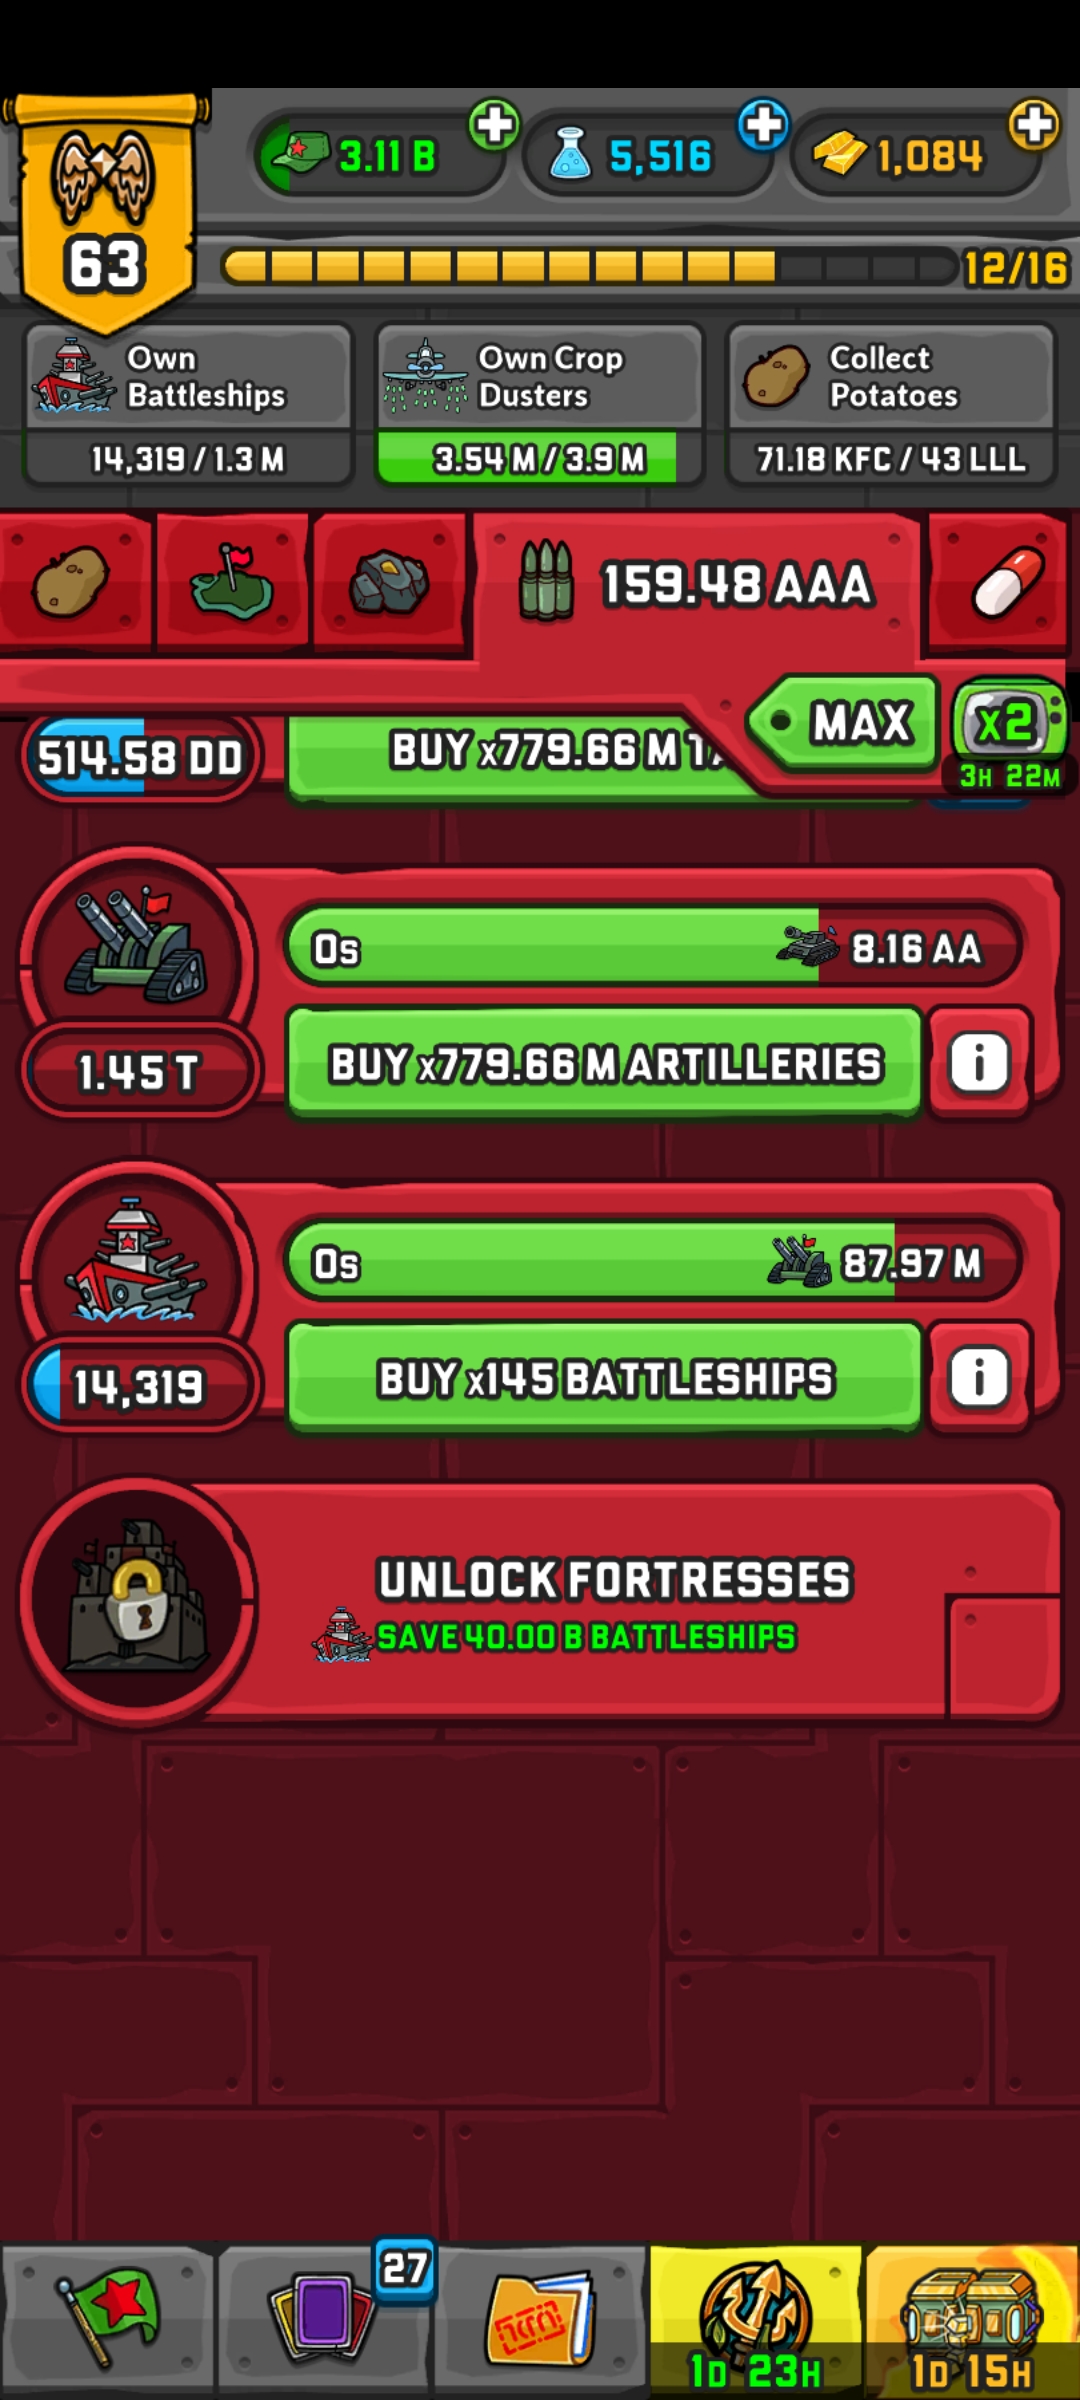 63
3.11 B
5,516
1,084
12/16
Own
Battleships
14,319 / 1.3 M
Own Crop
Dusters
3.54 M / 3.9 M
Collect
Potatoes
71.18 KFC / 43 LLL
159.48 AAA
MAX
x2
3H 22M
514.58 DD
BUY x779.66 M
0s
8.16 AA
1.45 T
BUY x779.66 M ARTILLERIES
i
0s
87.97 M
14,319
BUY x145 BATTLESHIPS
i
UNLOCK FORTRESSES
SAVE 40.00 B BATTLESHIPS
27
1D 23H
1D 15H